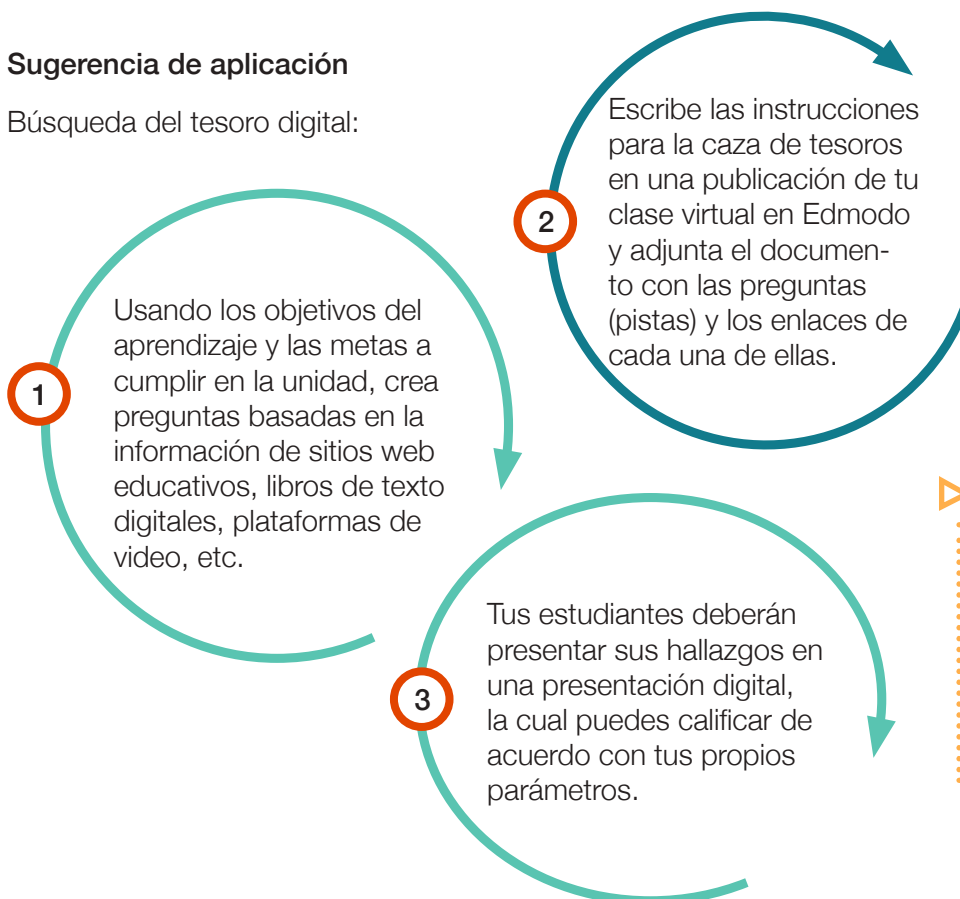 Sugerencia de aplicación
Búsqueda del tesoro digital:
1
Usando los objetivos del
aprendizaje y las metas a
cumplir en la unidad, crea
preguntas basadas en la
información de sitios web
educativos, libros de texto
digitales, plataformas de
video, etc.
2
Escribe las instrucciones
para la caza de tesoros
en una publicación de tu
clase virtual en Edmodo
y adjunta el documen-
to con las preguntas
(pistas) y los enlaces de
cada una de ellas.
3
Tus estudiantes deberán
presentar sus hallazgos en
una presentación digital,
la cual puedes calificar de
acuerdo con tus propios
parámetros.